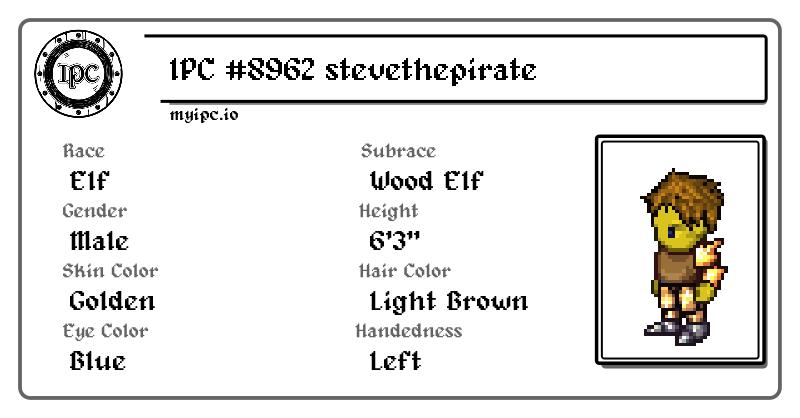 IPC
IPC #8962 stevethepirate
myipc.io
Race
Elf
Subrace
Wood Elf
Gender
Male
Height
6'3"
Skin Color
Golden
Hair Color
Light Brown
Eye Color
Blue
Handedness
Left